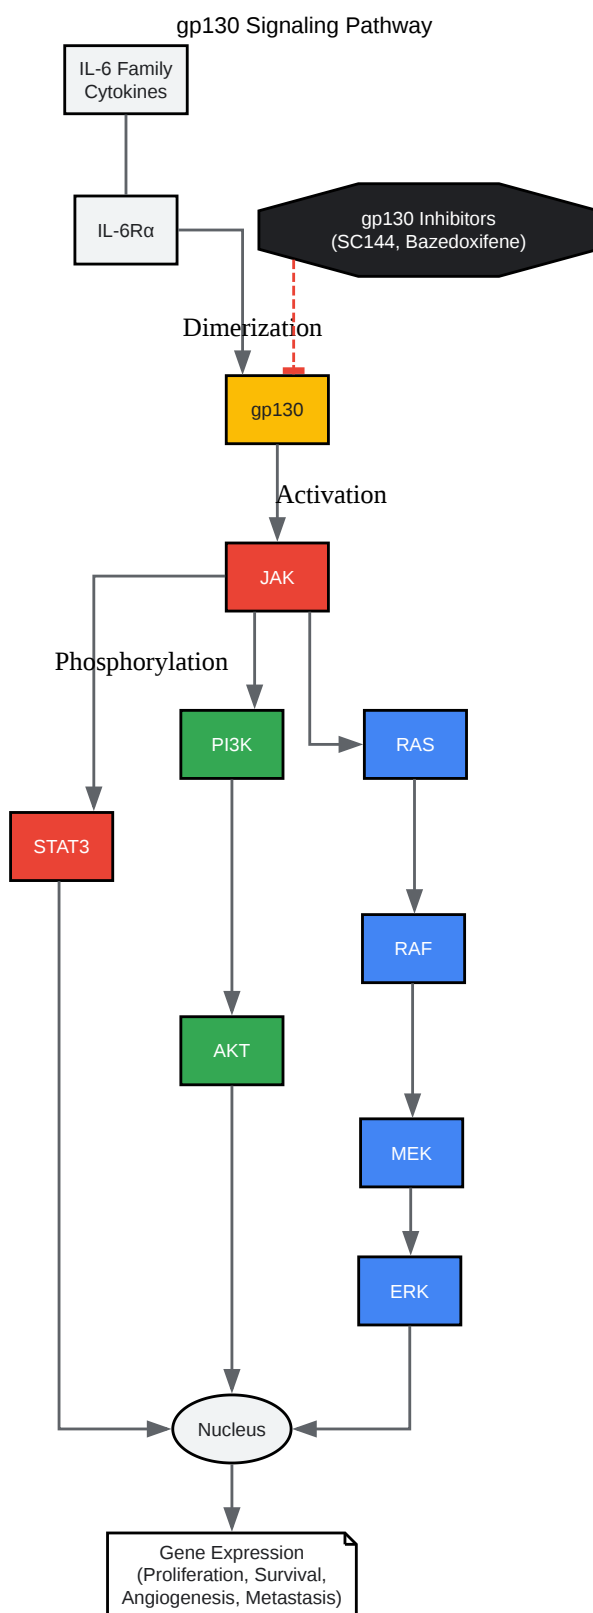 gp130 Signaling Pathway
IL-6 Family
Cytokines
IL-6Rα
gp130 Inhibitors
(SC144, Bazedoxifene)
Dimerization
gp130
Activation
JAK
Phosphorylation
PI3K
RAS
STAT3
RAF
AKT
MEK
ERK
Nucleus
Gene Expression
(Proliferation, Survival,
Angiogenesis, Metastasis)